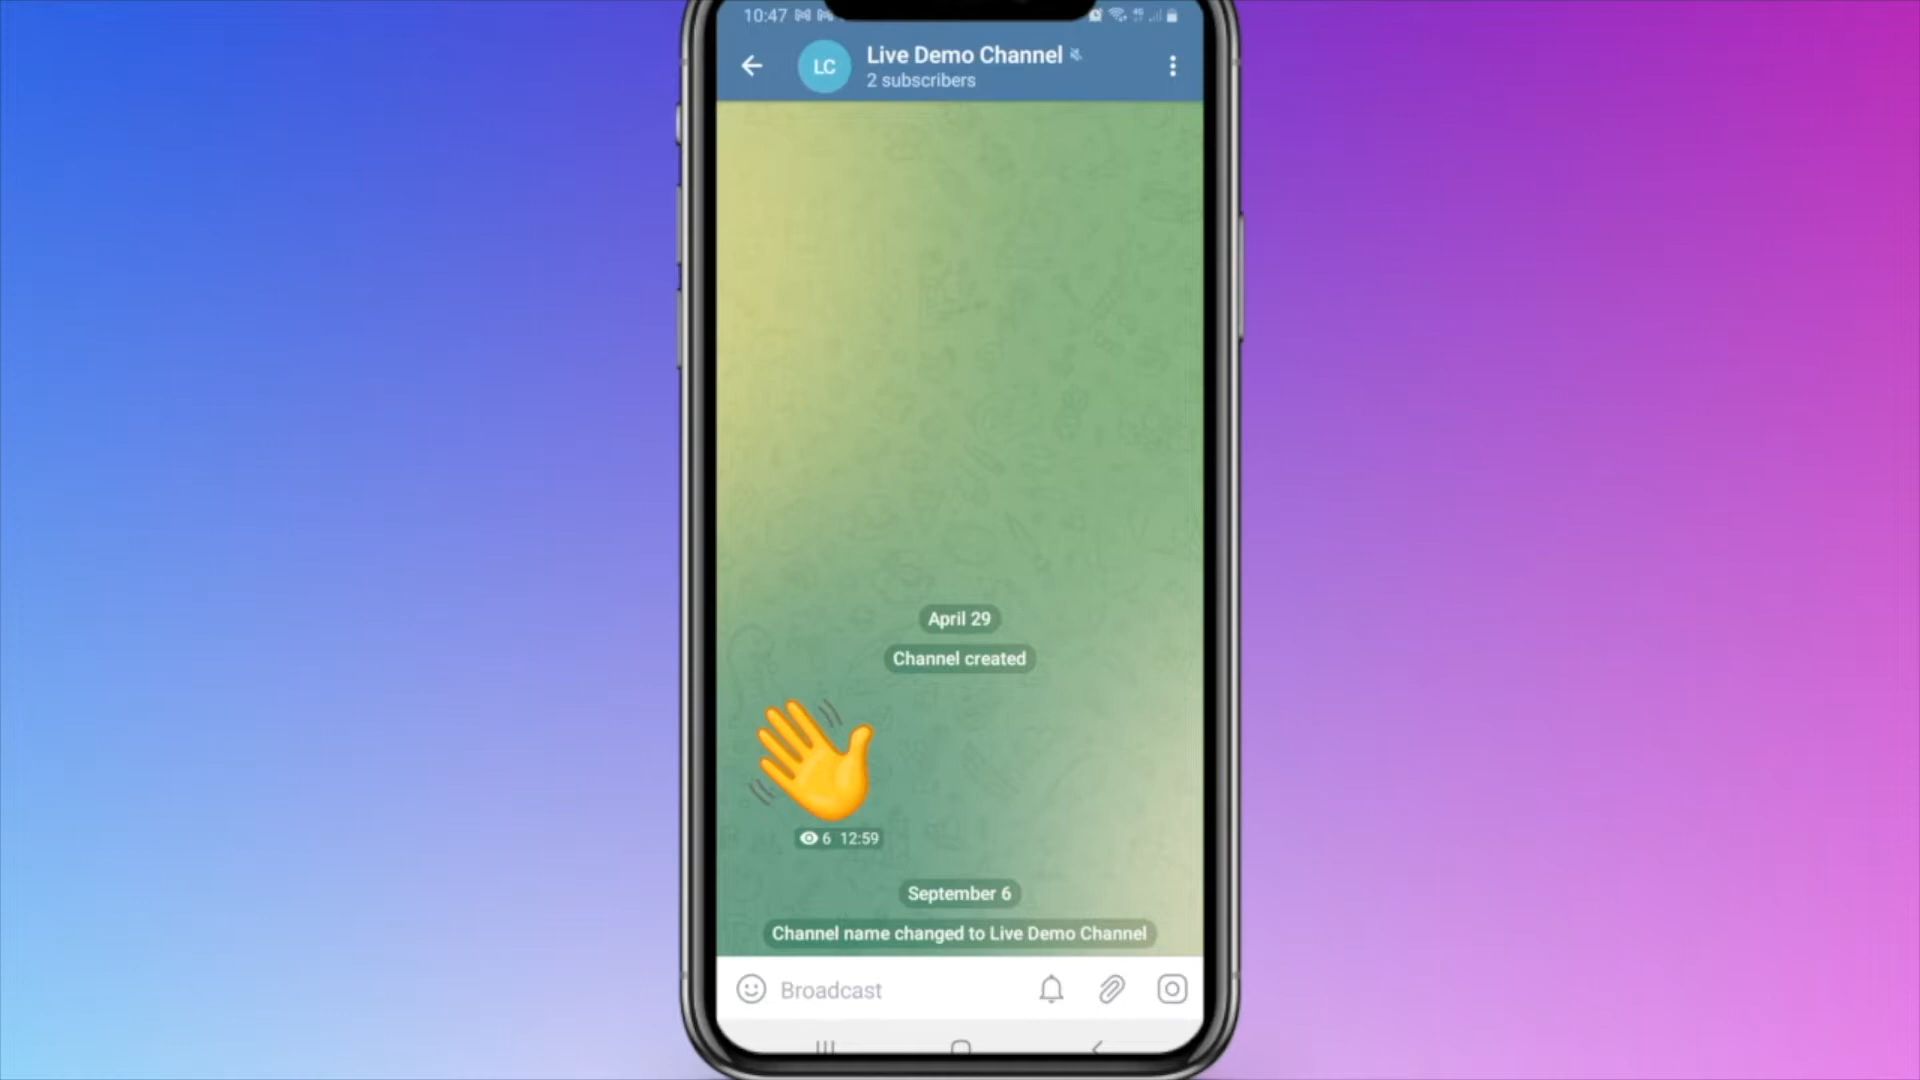 10:47
LC
Live Demo Channel
2 subscribers
April 29
Channel created
6 12:59
September 6
Channel name changed to Live Demo Channel
Broadcast